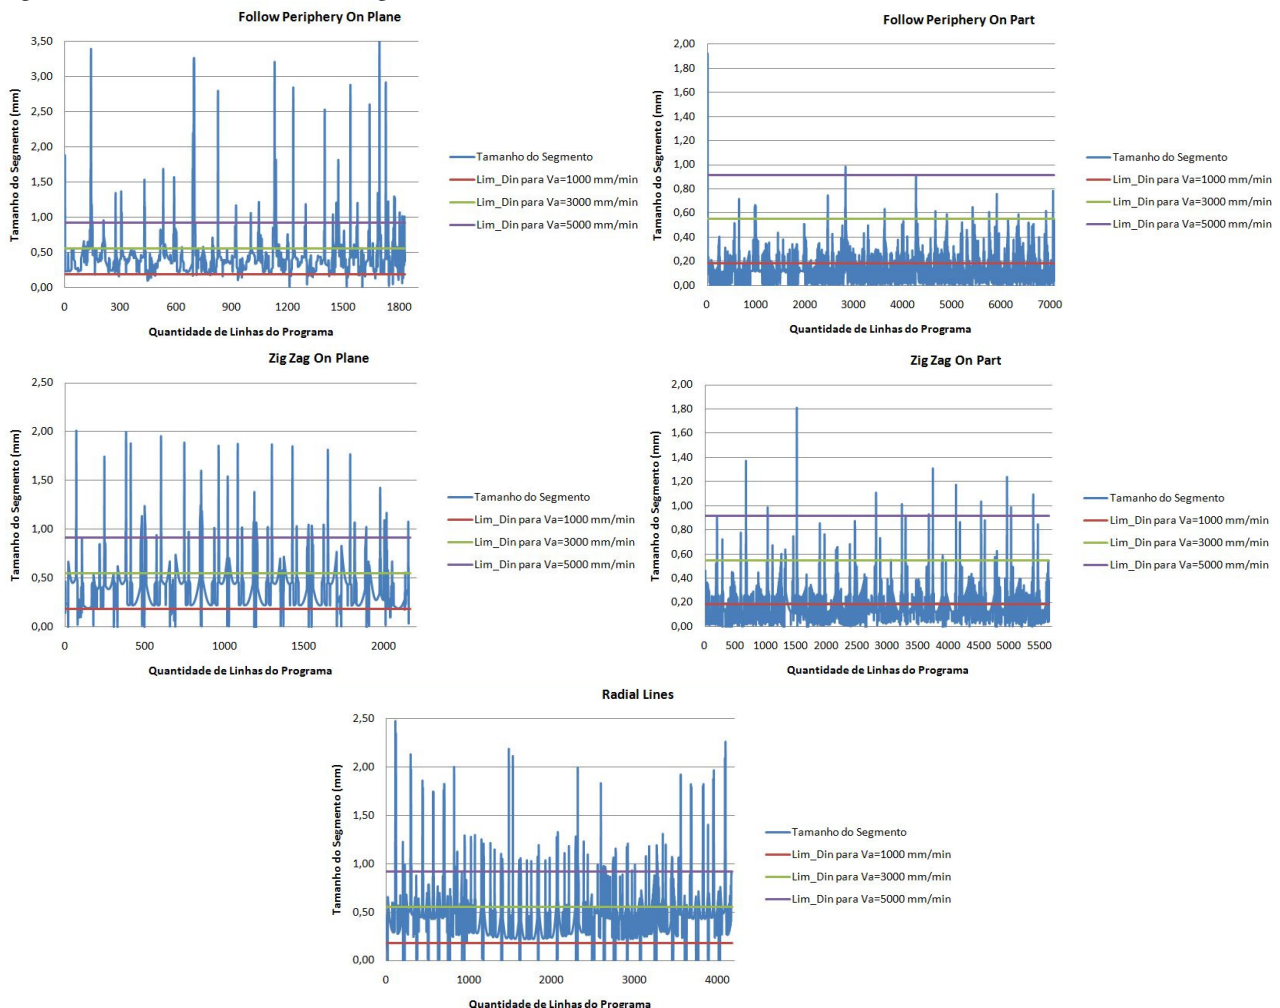 Follow Periphery On Plane
3,50
3,00
2,50
2,00
1,50
1,00
0,50
0,00
Tamanho do Segmento (mm)
0 300 600 900 1200 1500 1800
Quantidade de Linhas do Programa
Tamanho do Segmento
Lim_Din para Va=1000 mm/min
Lim_Din para Va=3000 mm/min
Lim_Din para Va=5000 mm/min
Follow Periphery On Part
2,00
1,80
1,60
1,40
1,20
1,00
0,80
0,60
0,40
0,20
0,00
Tamanho do Segmento (mm)
0 1000 2000 3000 4000 5000 6000 7000
Quantidade de Linhas do Programa
Tamanho do Segmento
Lim_Din para Va=1000 mm/min
Lim_Din para Va=3000 mm/min
Lim_Din para Va=5000 mm/min
Zig Zag On Plane
2,50
2,00
1,50
1,00
0,50
0,00
Tamanho do Segmento (mm)
0 500 1000 1500 2000
Quantidade de Linhas do Programa
Tamanho do Segmento
Lim_Din para Va=1000 mm/min
Lim_Din para Va=3000 mm/min
Lim_Din para Va=5000 mm/min
Zig Zag On Part
2,00
1,80
1,60
1,40
1,20
1,00
0,80
0,60
0,40
0,20
0,00
Tamanho do Segmento (mm)
0 500 1000 1500 2000 2500 3000 3500 4000 4500 5000 5500
Quantidade de Linhas do Programa
Tamanho do Segmento
Lim_Din para Va=1000 mm/min
Lim_Din para Va=3000 mm/min
Lim_Din para Va=5000 mm/min
Radial Lines
2,50
2,00
1,50
1,00
0,50
0,00
Tamanho do Segmento (mm)
0 1000 2000 3000 4000
Quantidade de Linhas do Programa
Tamanho do Segmento
Lim_Din para Va=1000 mm/min
Lim_Din para Va=3000 mm/min
Lim_Din para Va=5000 mm/min